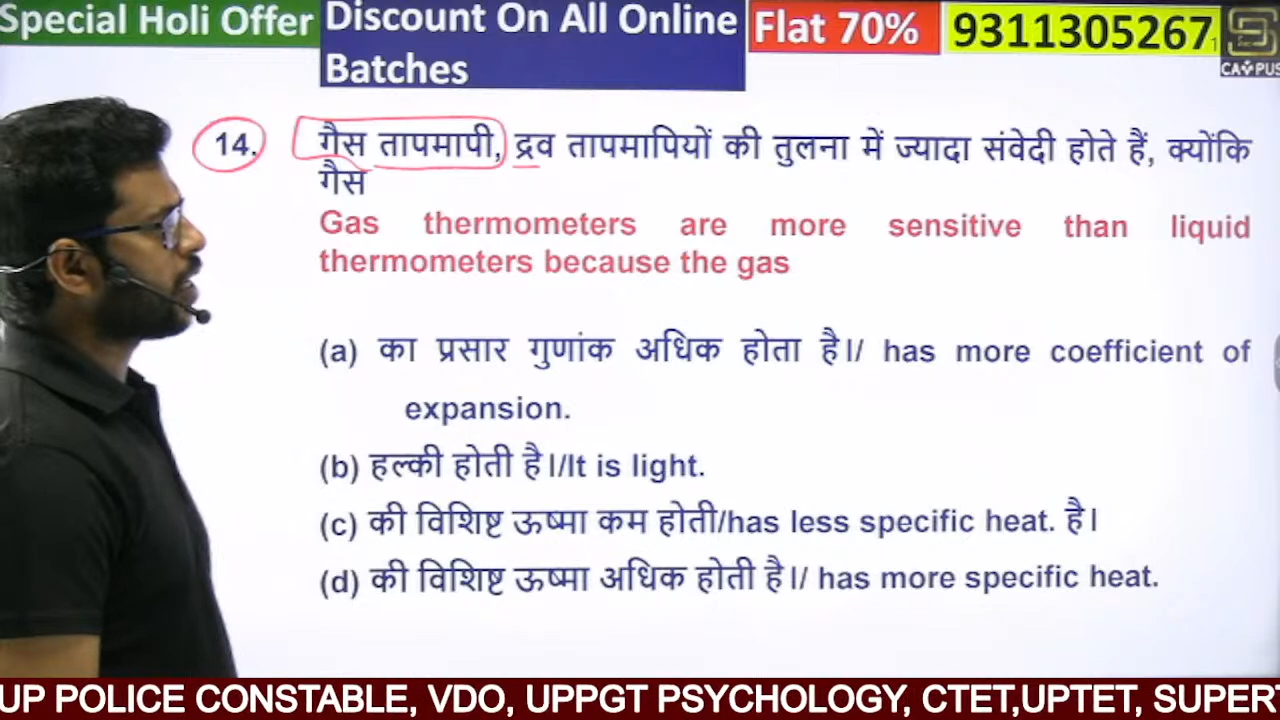 Special Holi Offer
Discount On All Online
Batches
Flat 70%
9311305267
CAMPUS
14. गैस तापमापी, द्रव तापमापियों की तुलना में ज्यादा संवेदी होते हैं, क्योंकि
गैस
Gas thermometers are more sensitive than liquid
thermometers because the gas
(a) का प्रसार गुणांक अधिक होता है।/ has more coefficient of
expansion.
(b) हल्की होती है।/It is light.
(c) की विशिष्ट ऊष्मा कम होती/has less specific heat. है।
(d) की विशिष्ट ऊष्मा अधिक होती है।/ has more specific heat.
UP POLICE CONSTABLE, VDO, UPPGT PSYCHOLOGY, CTET,UPTET, SUPERT